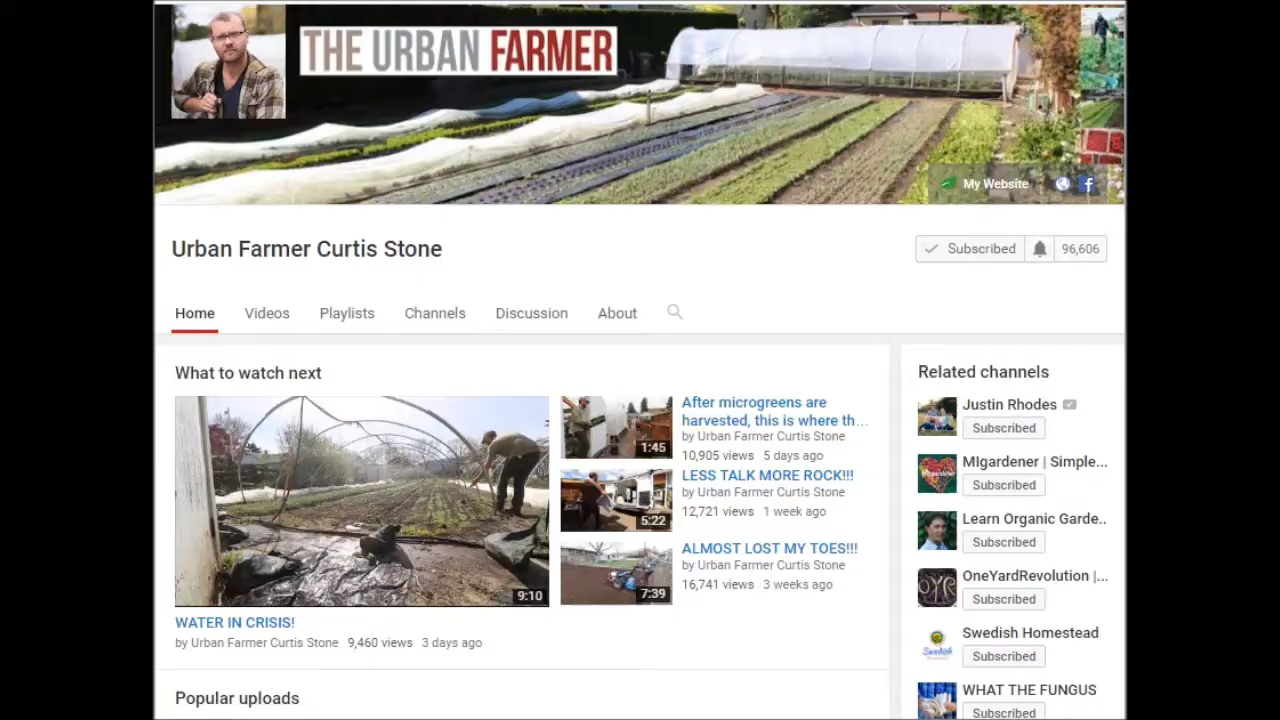 THE URBAN FARMER
My Website
Urban Farmer Curtis Stone
Subscribed 96,606
Home Videos Playlists Channels Discussion About
What to watch next
9:10
WATER IN CRISIS!
by Urban Farmer Curtis Stone 9,460 views 3 days ago
1:45
After microgreens are
harvested, this is where th...
by Urban Farmer Curtis Stone
10,905 views 5 days ago
5:22
LESS TALK MORE ROCK!!!
by Urban Farmer Curtis Stone
12,721 views 1 week ago
7:39
ALMOST LOST MY TOES!!!
by Urban Farmer Curtis Stone
16,741 views 3 weeks ago
Popular uploads
Related channels
Justin Rhodes
Subscribed
MIgardener | Simple...
Subscribed
Learn Organic Garde..
Subscribed
OneYardRevolution |...
Subscribed
Swedish Homestead
Subscribed
WHAT THE FUNGUS
Subscribed